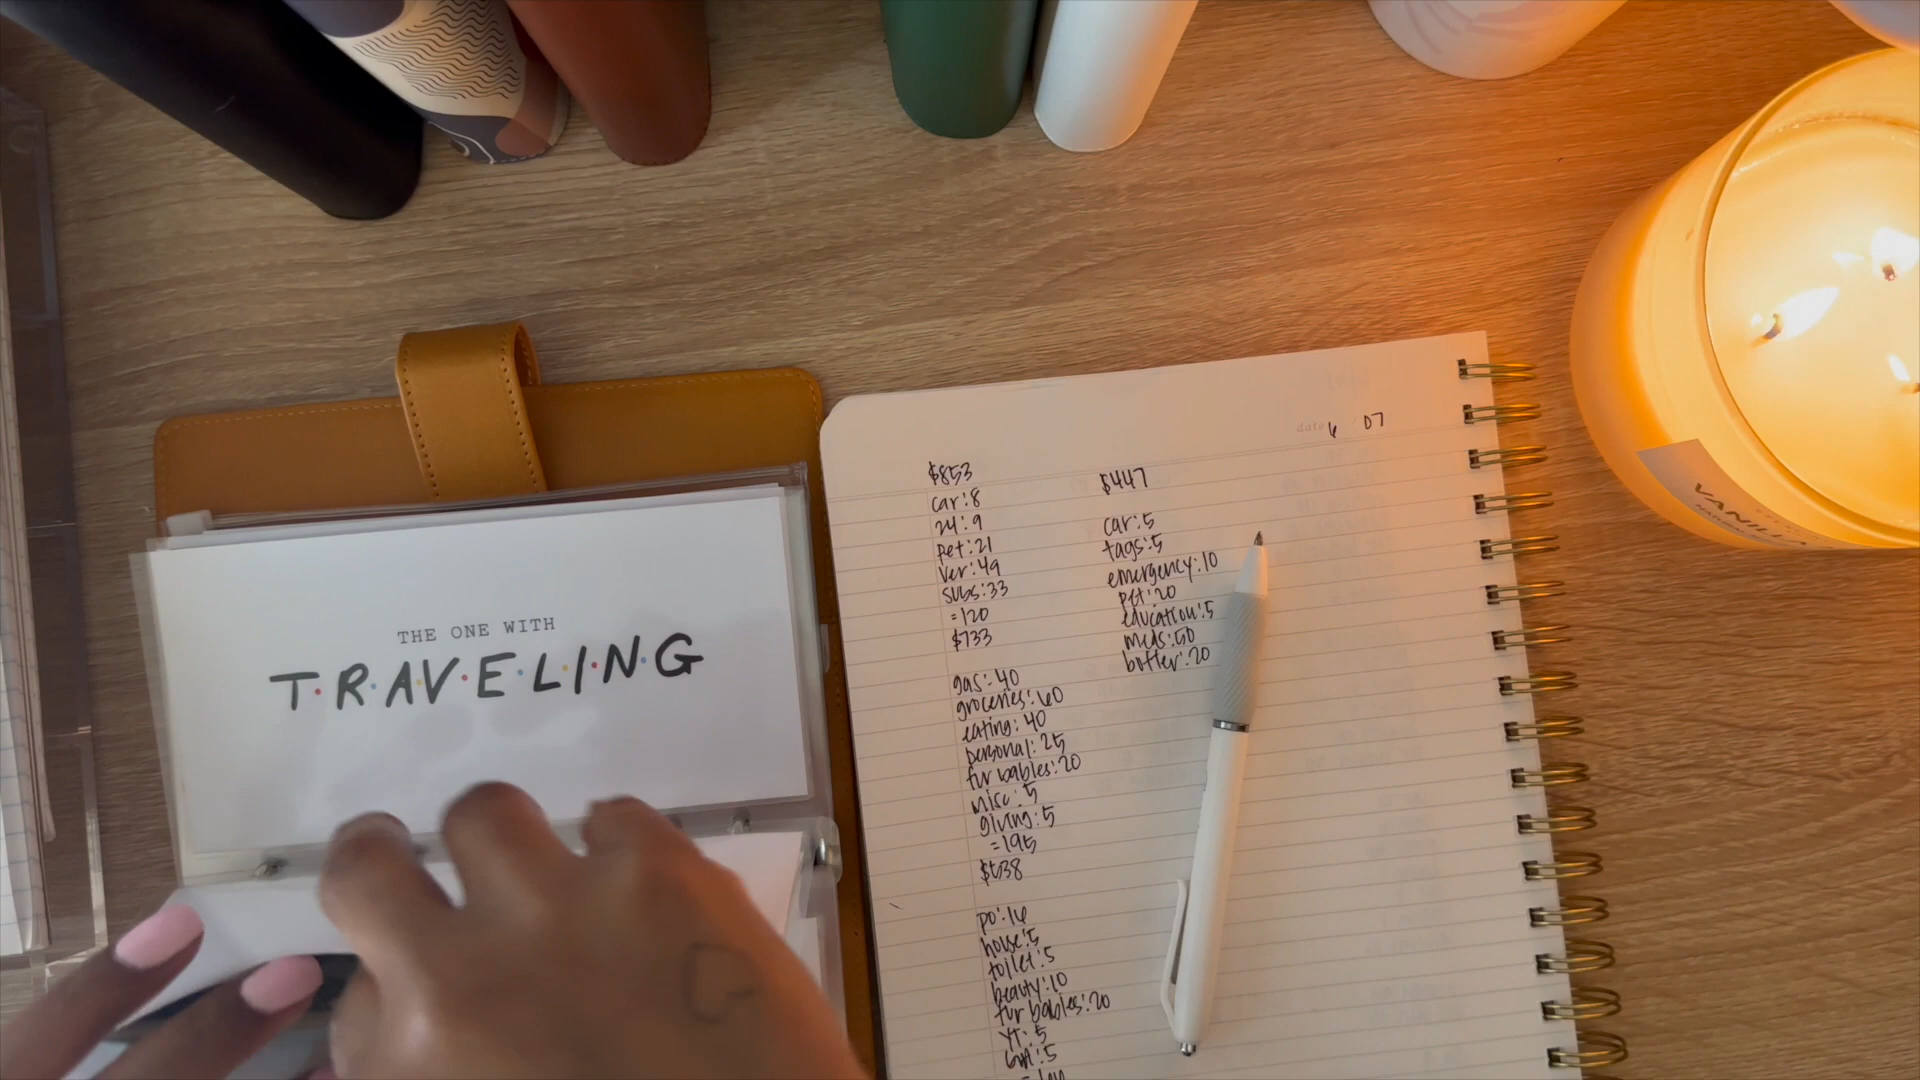 THE ONE WITH
T·R·A·V·E·L·I·N·G
date 6 07
$853
car: 8
24: 9
pet: 21
ver: 49
subs: 33
= 120
$733
gas: 40
groceries: 60
eating: 40
personal: 25
fur babies: 20
misc: 5
giving: 5
= 195
$538
po: 16
house: 5
toilet: 5
beauty: 10
fur babies: 20
YT: 5
$447
car: 5
tags: 5
emergency: 10
pet: 20
education: 5
meds: 50
VANILLA